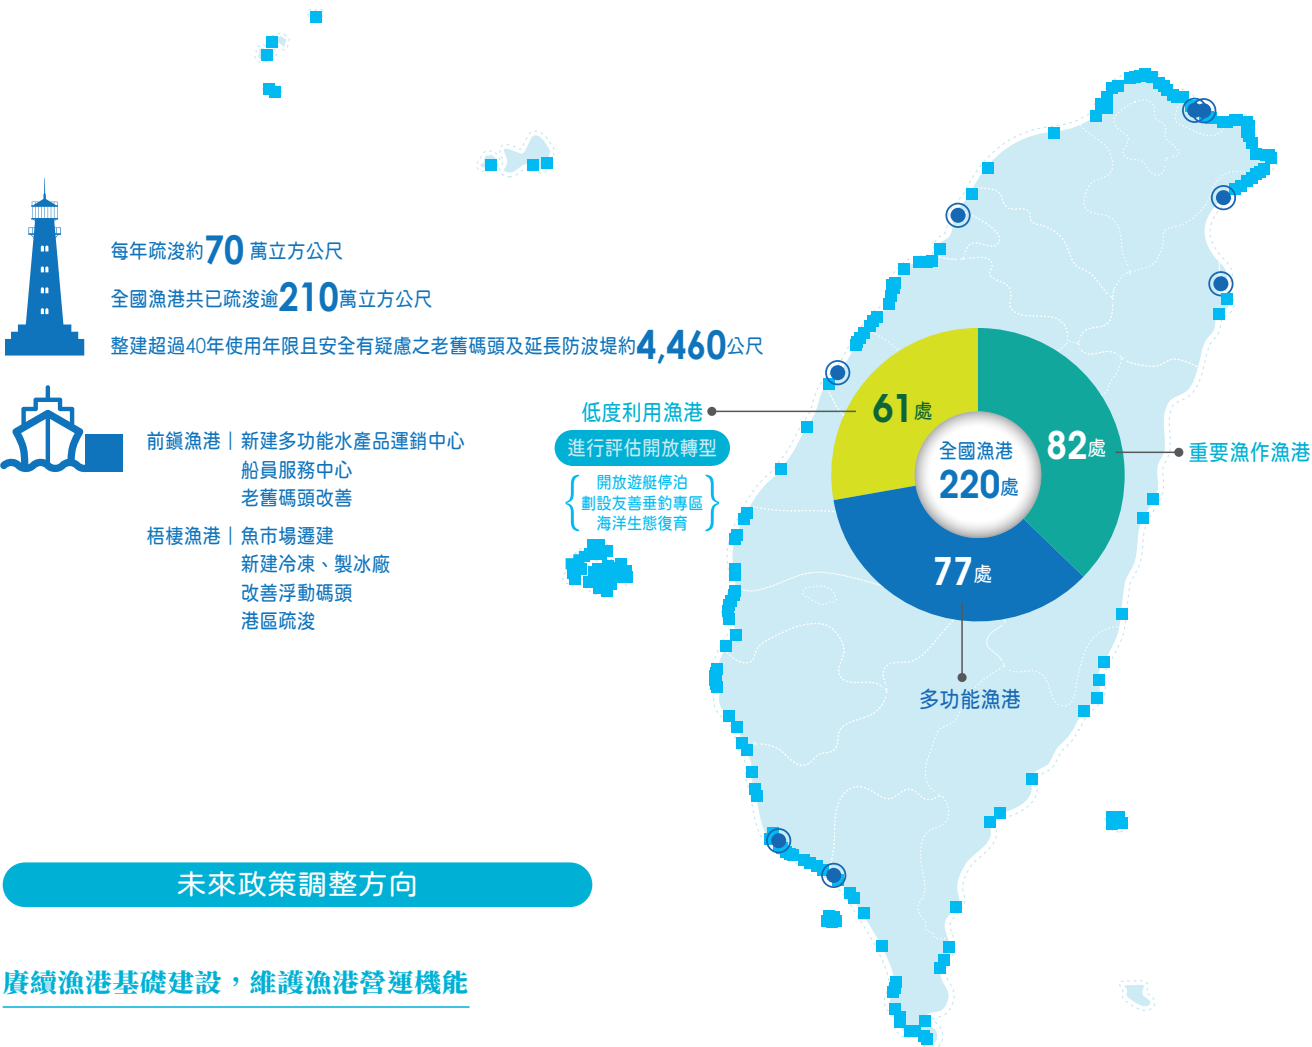 每年疏浚約70萬立方公尺
全國漁港共已疏浚逾210萬立方公尺
整建超過40年使用年限且安全有疑慮之老舊碼頭及延長防波堤約4,460公尺
前鎮漁港｜新建多功能水產品運銷中心
船員服務中心
老舊碼頭改善
梧棲漁港｜魚市場遷建
新建冷凍、製冰廠
改善浮動碼頭
港區疏浚
低度利用漁港
進行評估開放轉型
開放遊艇停泊
劃設友善垂釣專區
海洋生態復育
61處
82處
重要漁作漁港
全國漁港
220處
77處
多功能漁港
未來政策調整方向
賡續漁港基礎建設，維護漁港營運機能